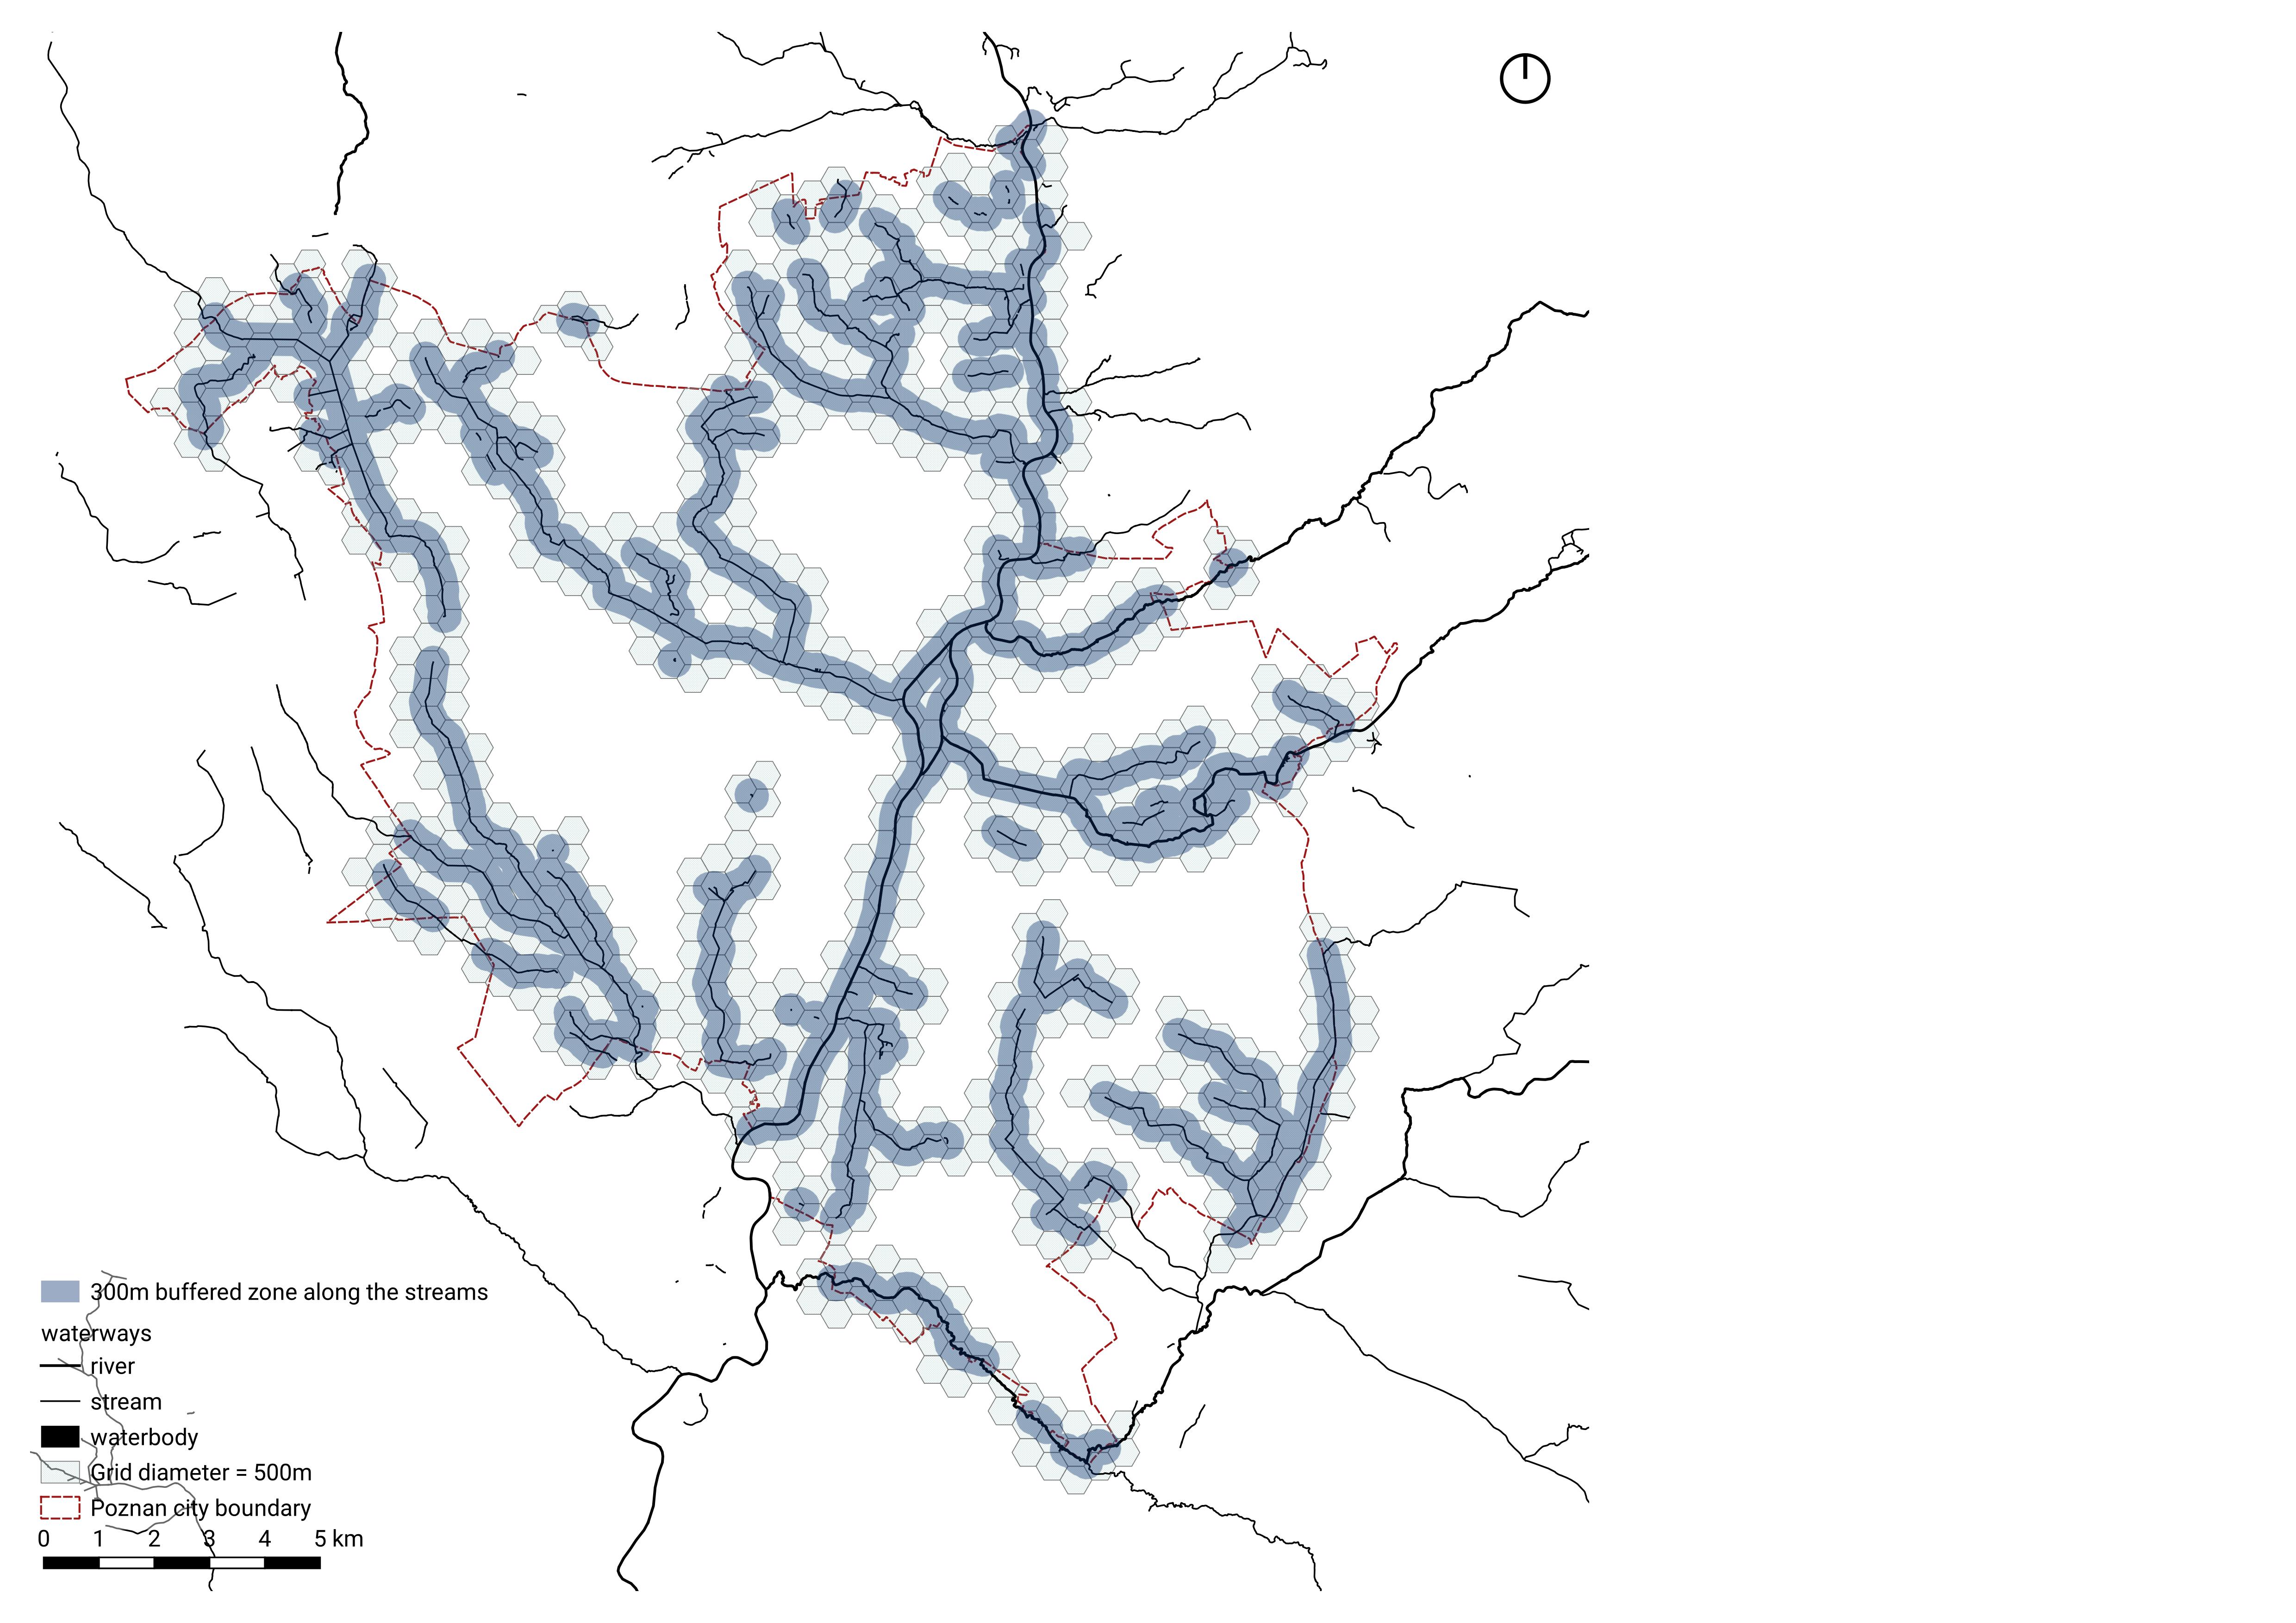 300m buffered zone along the streams
waterways
river
stream
waterbody
Grid diameter = 500m
Poznan city boundary
0 1 2 3 4 5 km